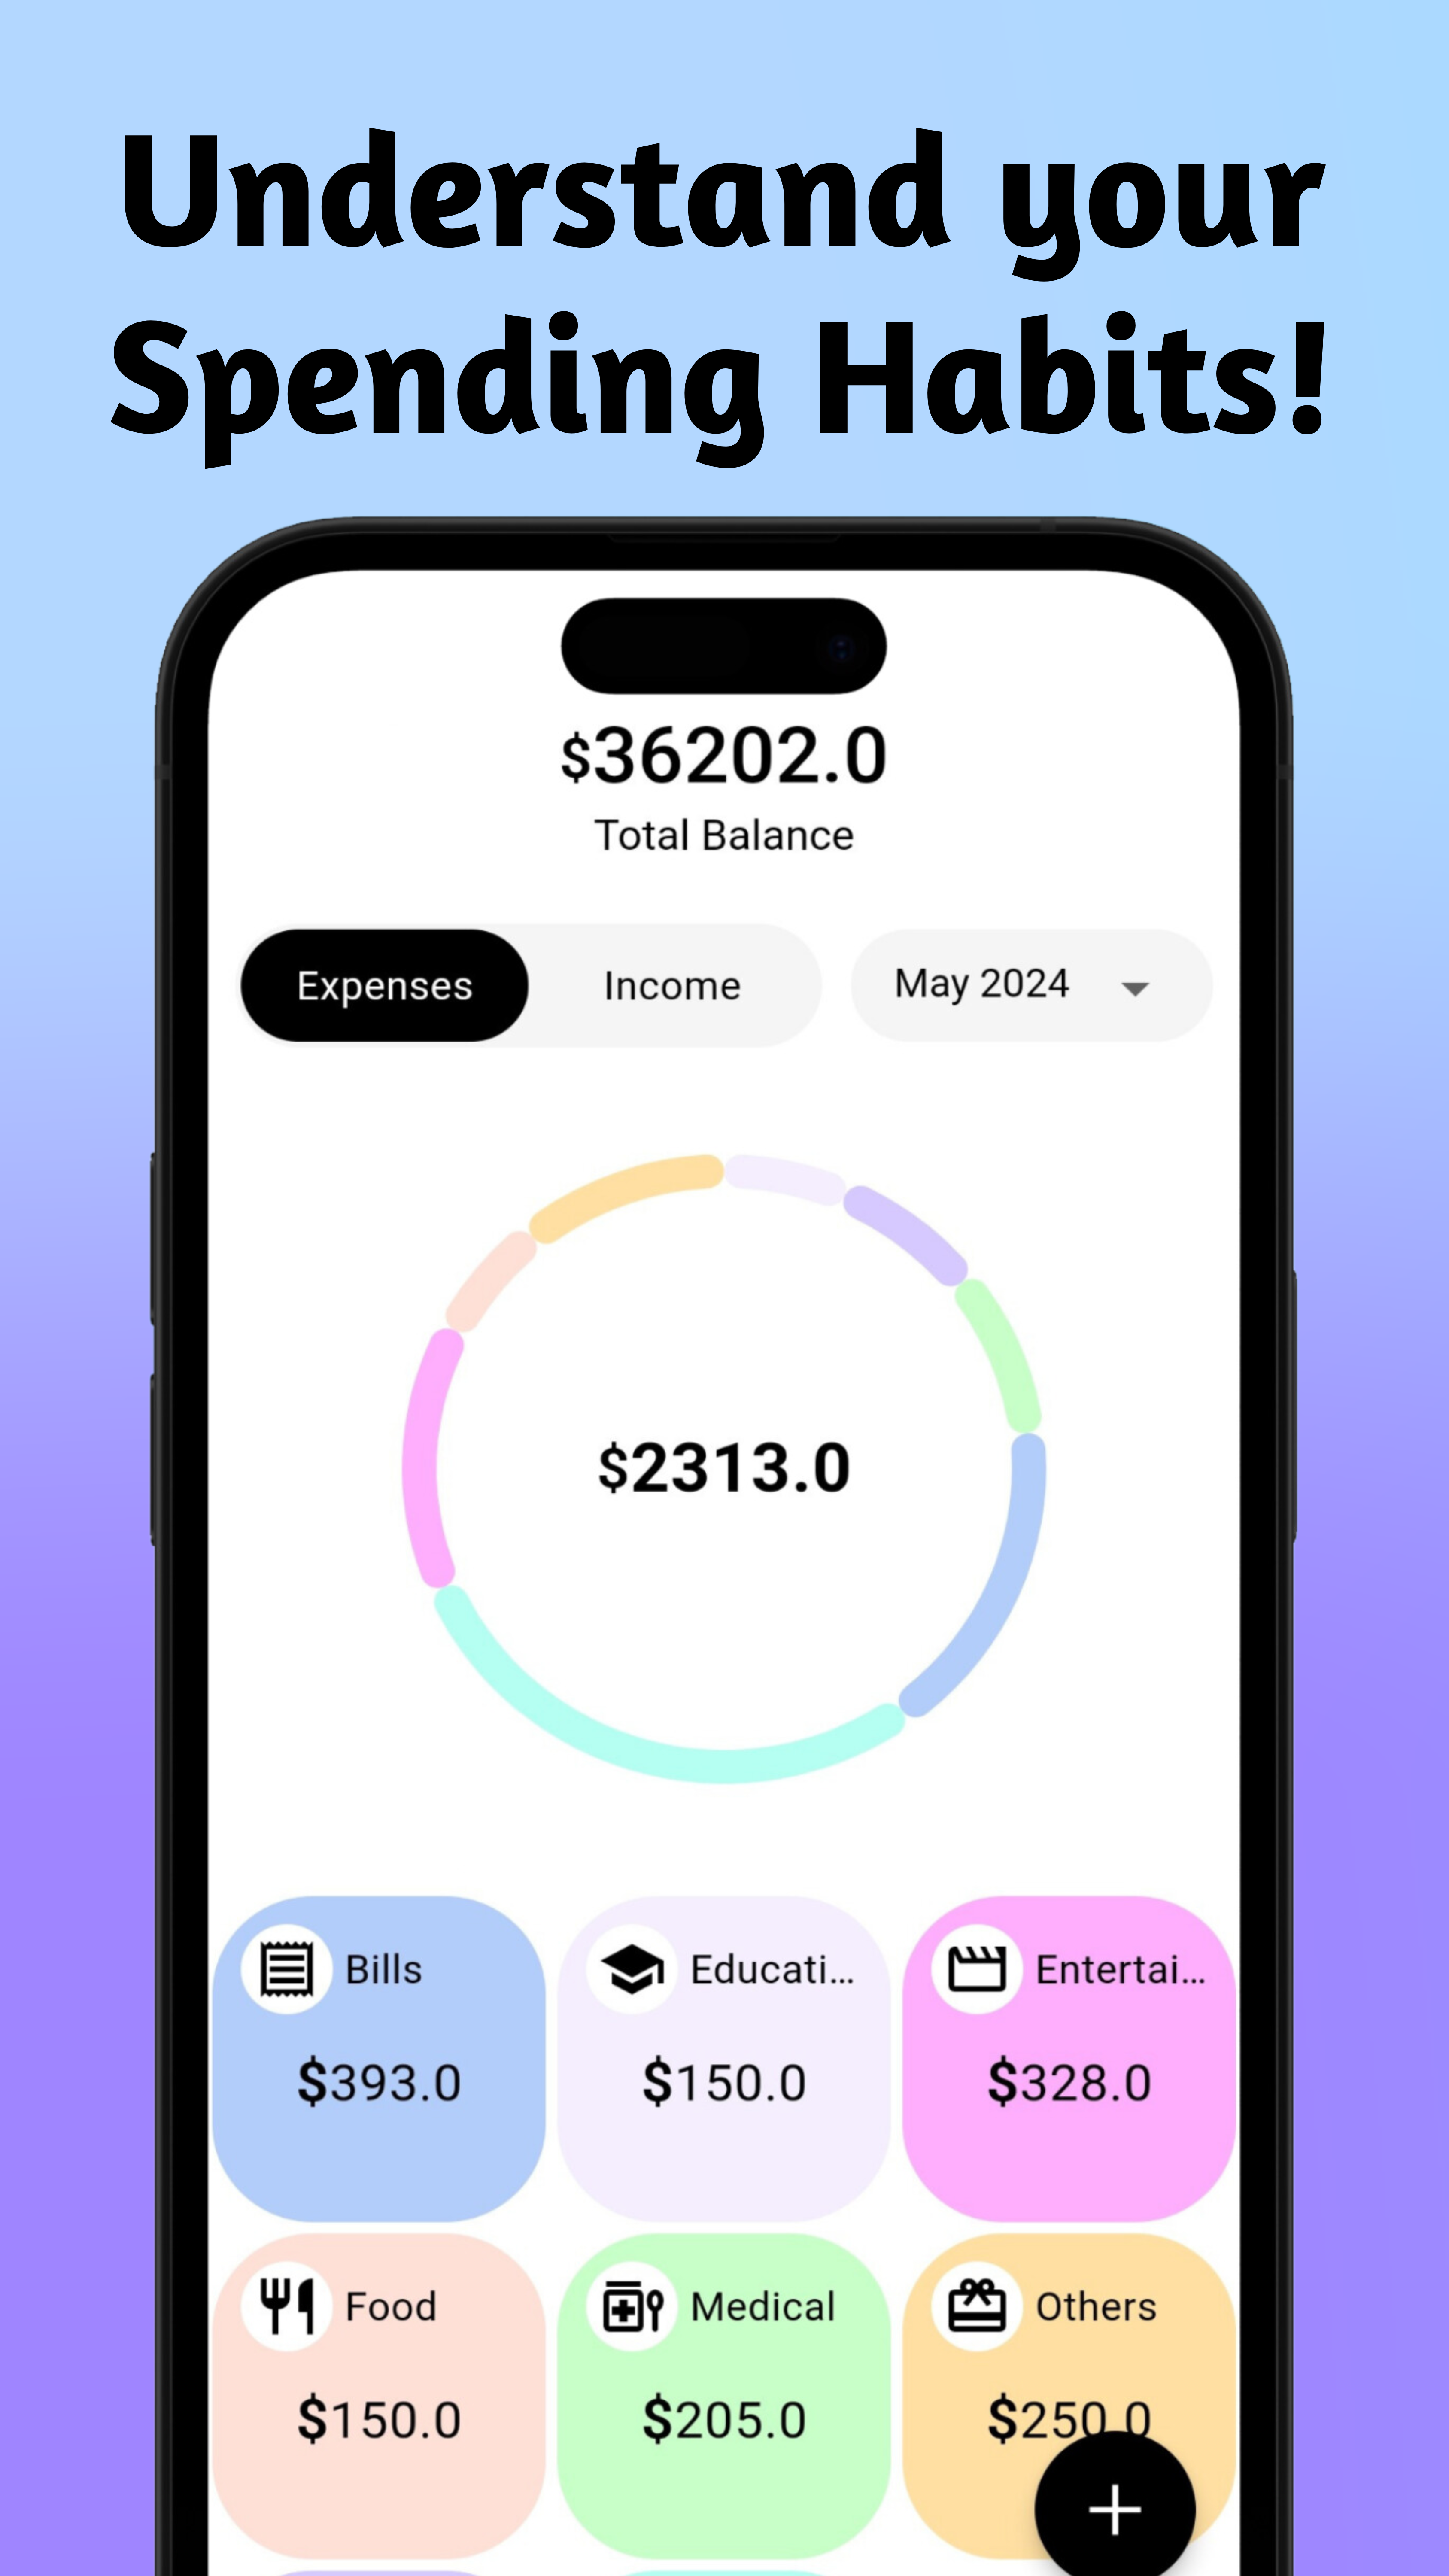 Understand your
Spending Habits!
$36202.0
Total Balance
Expenses Income May 2024
$2313.0
Bills Educati... Entertai...
$393.0 $150.0 $328.0
Food Medical Others
$150.0 $205.0 $250.0